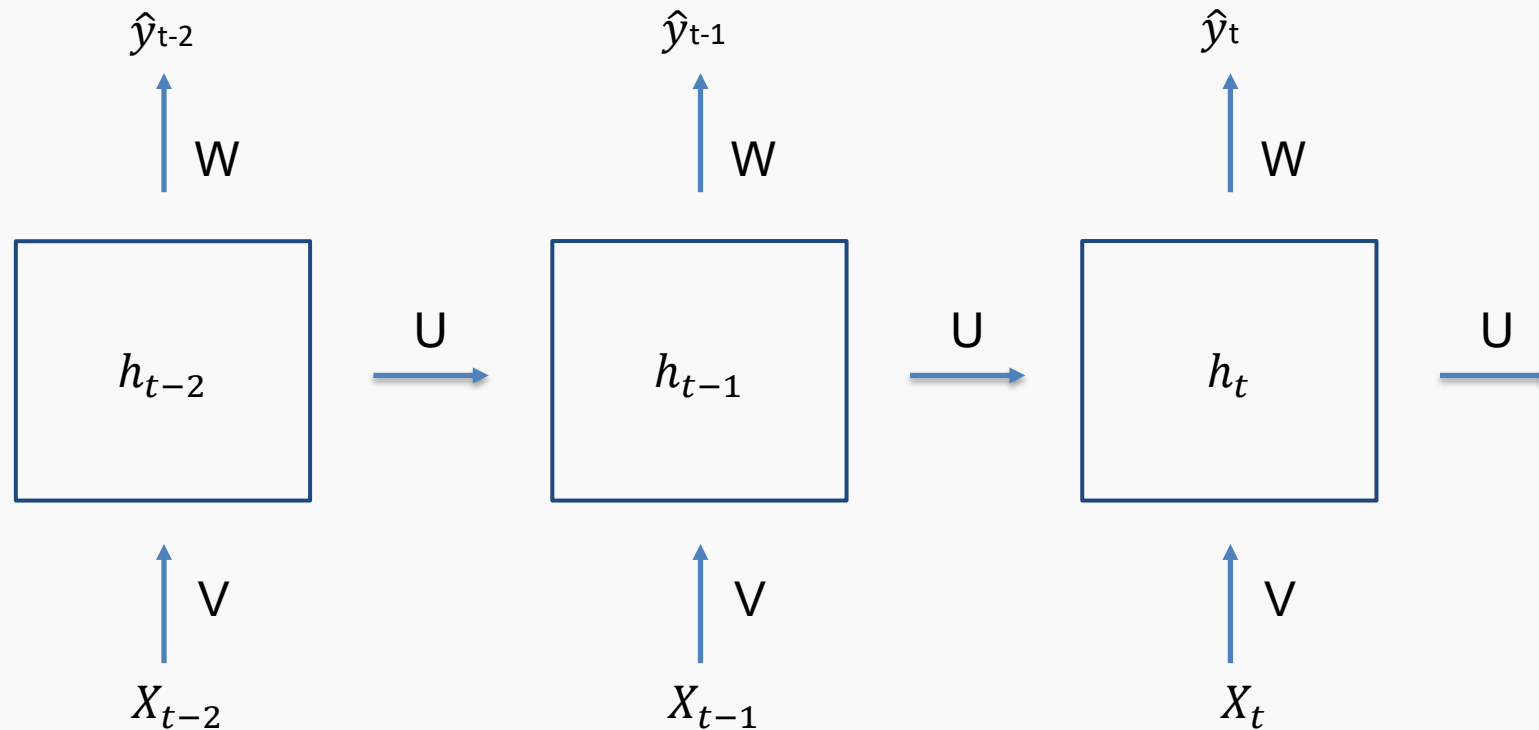 ŷt-2 ŷt-1 ŷt
W W W
U U U
hₜ₋₂ hₜ₋₁ hₜ
V V V
Xₜ₋₂ Xₜ₋₁ Xₜ